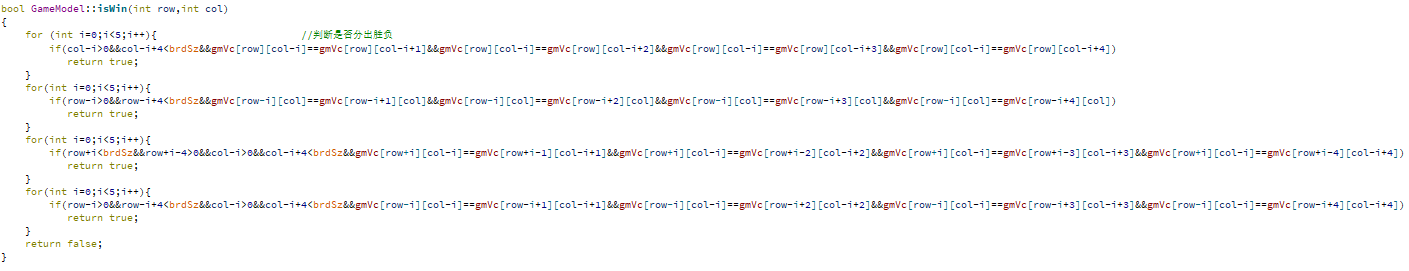 bool GameModel::isWin(int row,int col)
{
    for (int i=0;i<5;i++){                        //判断是否分出胜负
        if(col-i>0&&col-i+4<brdSz&&gmVc[row][col-i]==gmVc[row][col-i+1]&&gmVc[row][col-i]==gmVc[row][col-i+2]&&gmVc[row][col-i]==gmVc[row][col-i+3]&&gmVc[row][col-i]==gmVc[row][col-i+4])
           return true;
    }
    for(int i=0;i<5;i++){
        if(row-i>0&&row-i+4<brdSz&&gmVc[row-i][col]==gmVc[row-i+1][col]&&gmVc[row-i][col]==gmVc[row-i+2][col]&&gmVc[row-i][col]==gmVc[row-i+3][col]&&gmVc[row-i][col]==gmVc[row-i+4][col])
           return true;
    }
    for(int i=0;i<5;i++){
        if(row+i<brdSz&&row+i-4>0&&col-i>0&&col-i+4<brdSz&&gmVc[row+i][col-i]==gmVc[row+i-1][col-i+1]&&gmVc[row+i][col-i]==gmVc[row+i-2][col-i+2]&&gmVc[row+i][col-i]==gmVc[row+i-3][col-i+3]&&gmVc[row+i][col-i]==gmVc[row+i-4][col-i+4])
           return true;
    }
    for(int i=0;i<5;i++){
        if(row-i>0&&row-i+4<brdSz&&col-i>0&&col-i+4<brdSz&&gmVc[row-i][col-i]==gmVc[row-i+1][col-i+1]&&gmVc[row-i][col-i]==gmVc[row-i+2][col-i+2]&&gmVc[row-i][col-i]==gmVc[row-i+3][col-i+3]&&gmVc[row-i][col-i]==gmVc[row-i+4][col-i+4])
           return true;
    }
    return false;
}